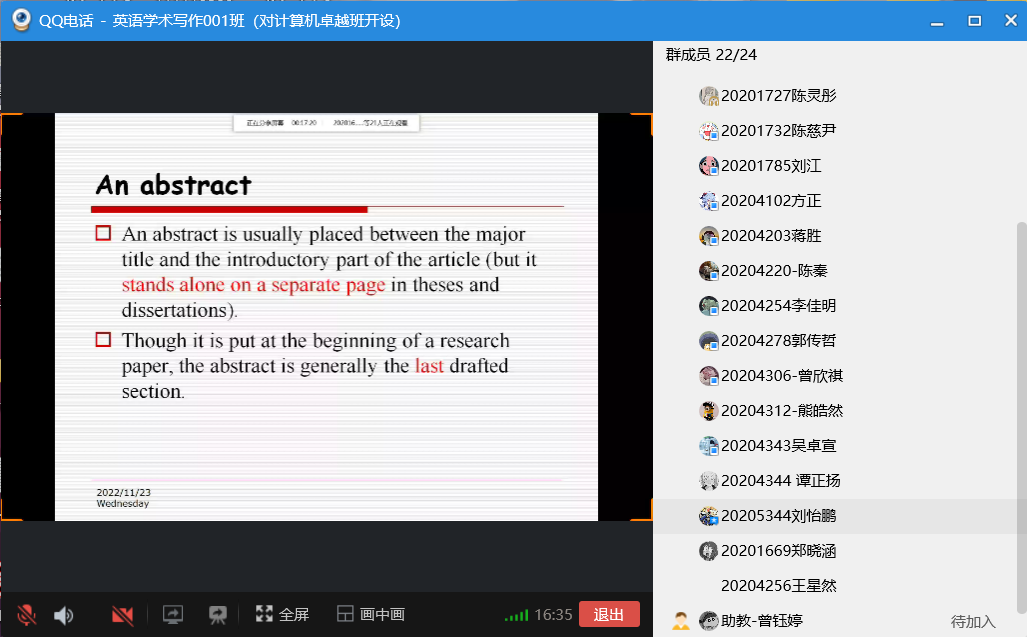 QQ电话 - 英语学术写作001班（对计算机卓越班开设）
正在分享屏幕 00:17:20 202016....等21人正在观看
An abstract
An abstract is usually placed between the major
title and the introductory part of the article (but it
stands alone on a separate page in theses and
dissertations).
Though it is put at the beginning of a research
paper, the abstract is generally the last drafted
section.
2022/11/23
Wednesday
全屏
画中画
16:35
退出
群成员 22/24
20201727陈灵彤
20201732陈慈尹
20201785刘江
20204102方正
20204203蒋胜
20204220-陈秦
20204254李佳明
20204278郭传哲
20204306-曾欣祺
20204312-熊皓然
20204343吴卓宣
20204344 谭正扬
20205344刘怡鹏
20201669郑晓涵
20204256王星然
助教-曾钰婷
待加入